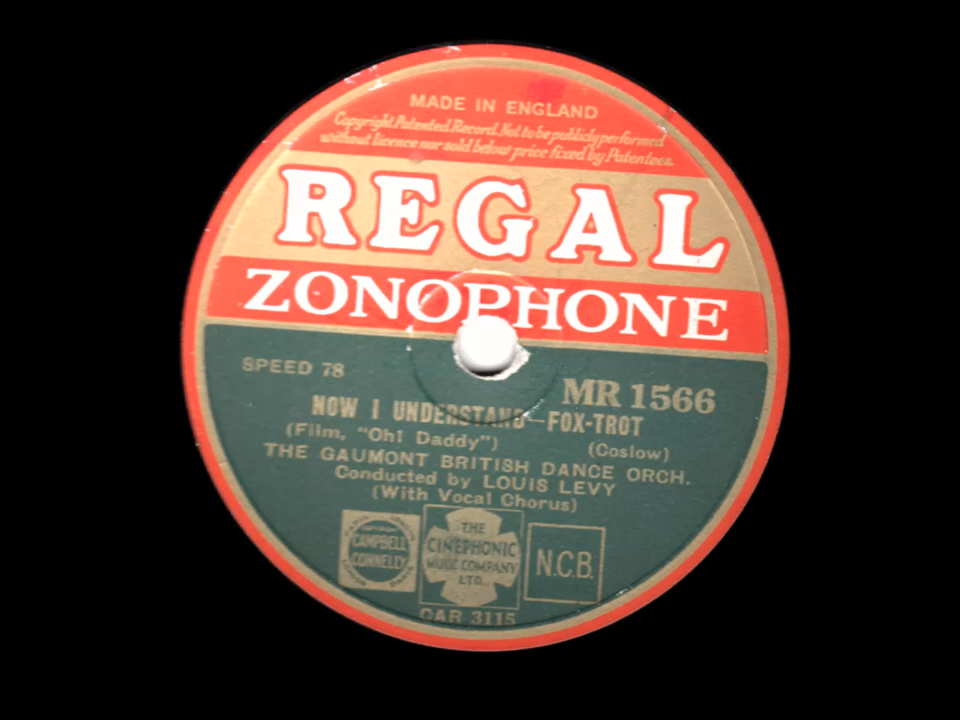 MADE IN ENGLAND
Copyright Patented Record. Not to be publicly performed
without licence nor sold below price fixed by Patentees.
REGAL
ZONOPHONE
SPEED 78
MR 1566
NOW I UNDERSTAND—FOX-TROT
(Film, "Oh! Daddy")
(Coslow)
THE GAUMONT BRITISH DANCE ORCH.
Conducted by LOUIS LEVY
(With Vocal Chorus)
CAMPBELL
CONNELLY
THE
CINEPHONIC
MUSIC COMPANY
LTD.
N.C.B.
CAR 3115